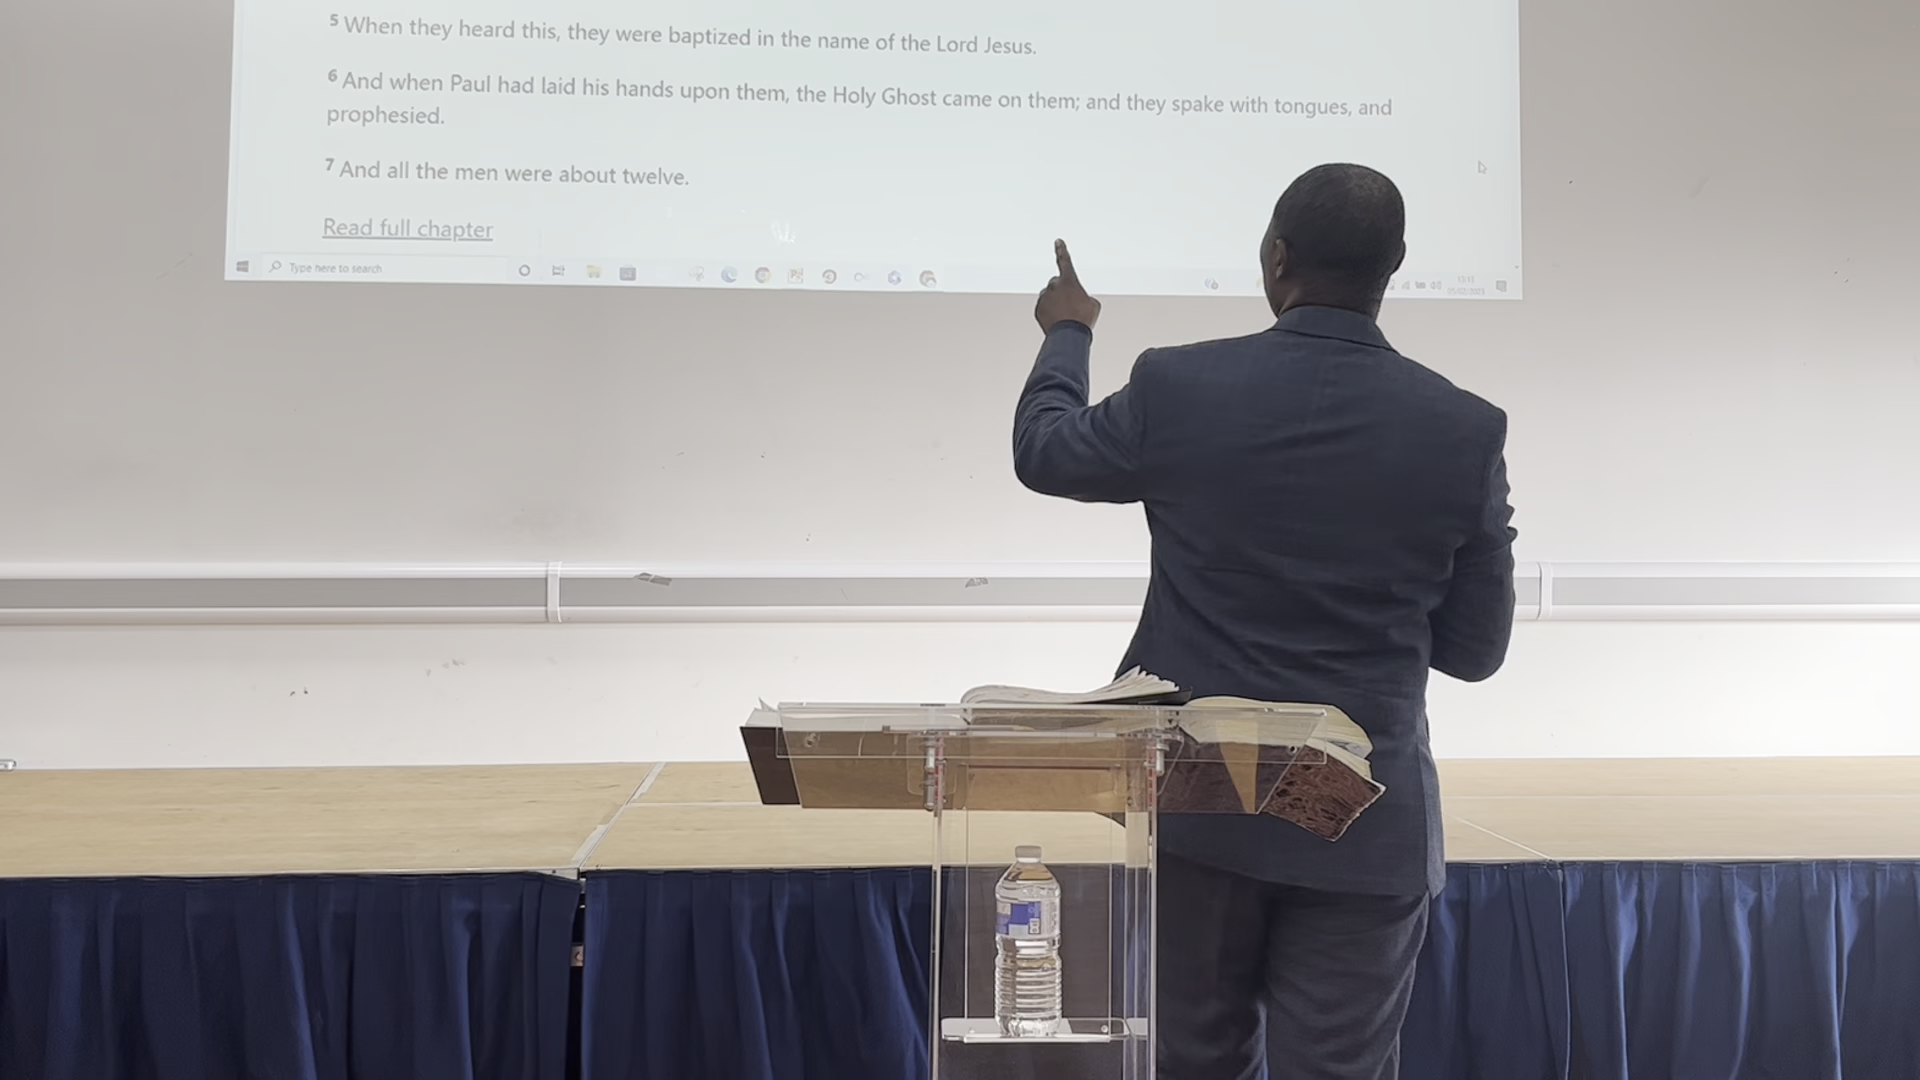 5 When they heard this, they were baptized in the name of the Lord Jesus.
6 And when Paul had laid his hands upon them, the Holy Ghost came on them; and they spake with tongues, and
prophesied.
7 And all the men were about twelve.
Read full chapter
Type here to search